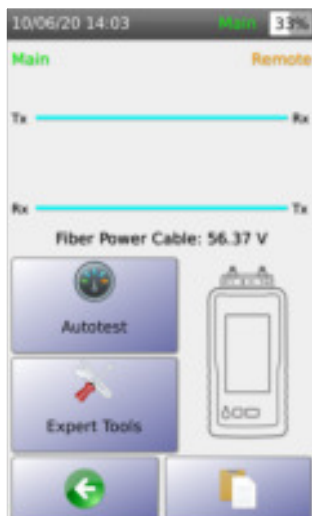 10/06/20 14:03 Main 33%
Main Remote
Tx Rx
Rx Tx
Fiber Power Cable: 56.37 V
Autotest
Expert Tools